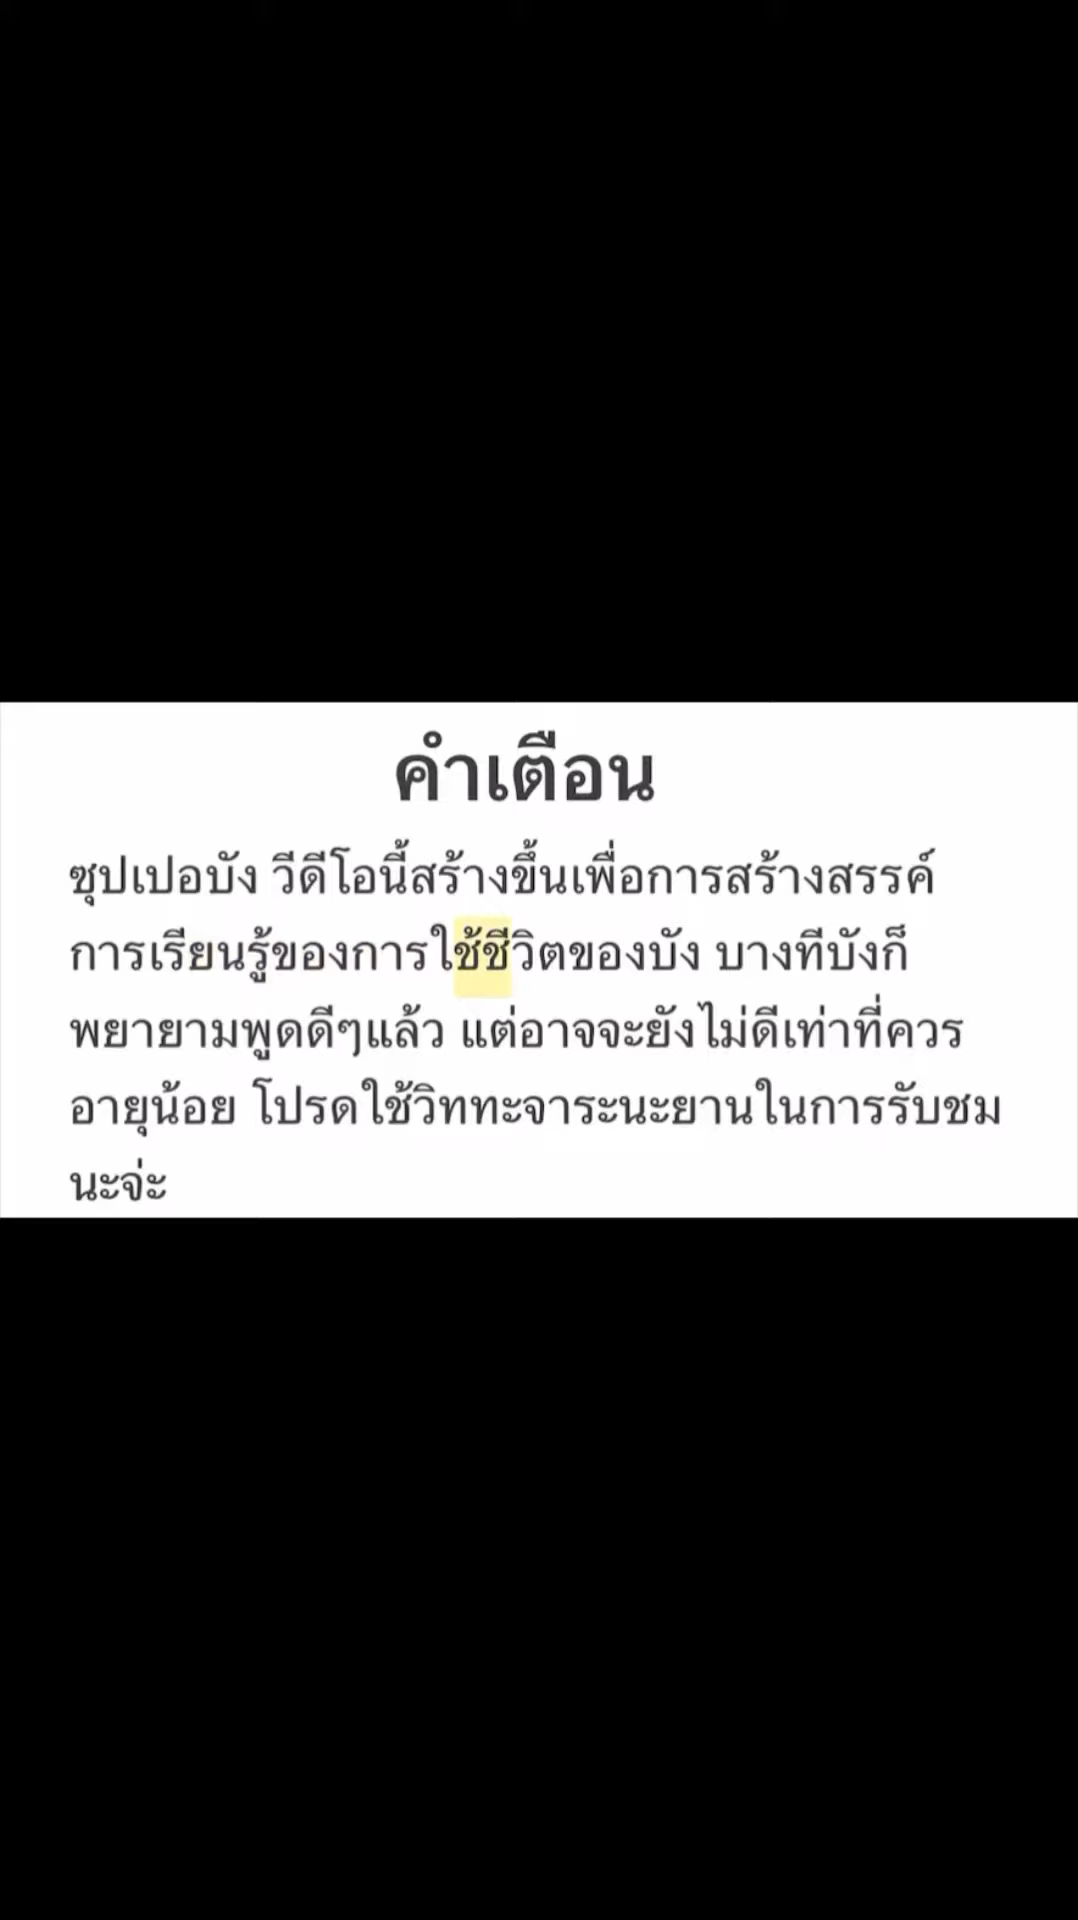 คำเตือน
ซุปเปอบัง วีดีโอนี้สร้างขึ้นเพื่อการสร้างสรรค์
การเรียนรู้ของการใช้ชีวิตของบัง บางทีบังก็
พยายามพูดดีๆแล้ว แต่อาจจะยังไม่ดีเท่าที่ควร
อายุน้อย โปรดใช้วิททะจาระนะยานในการรับชม
นะจ่ะ